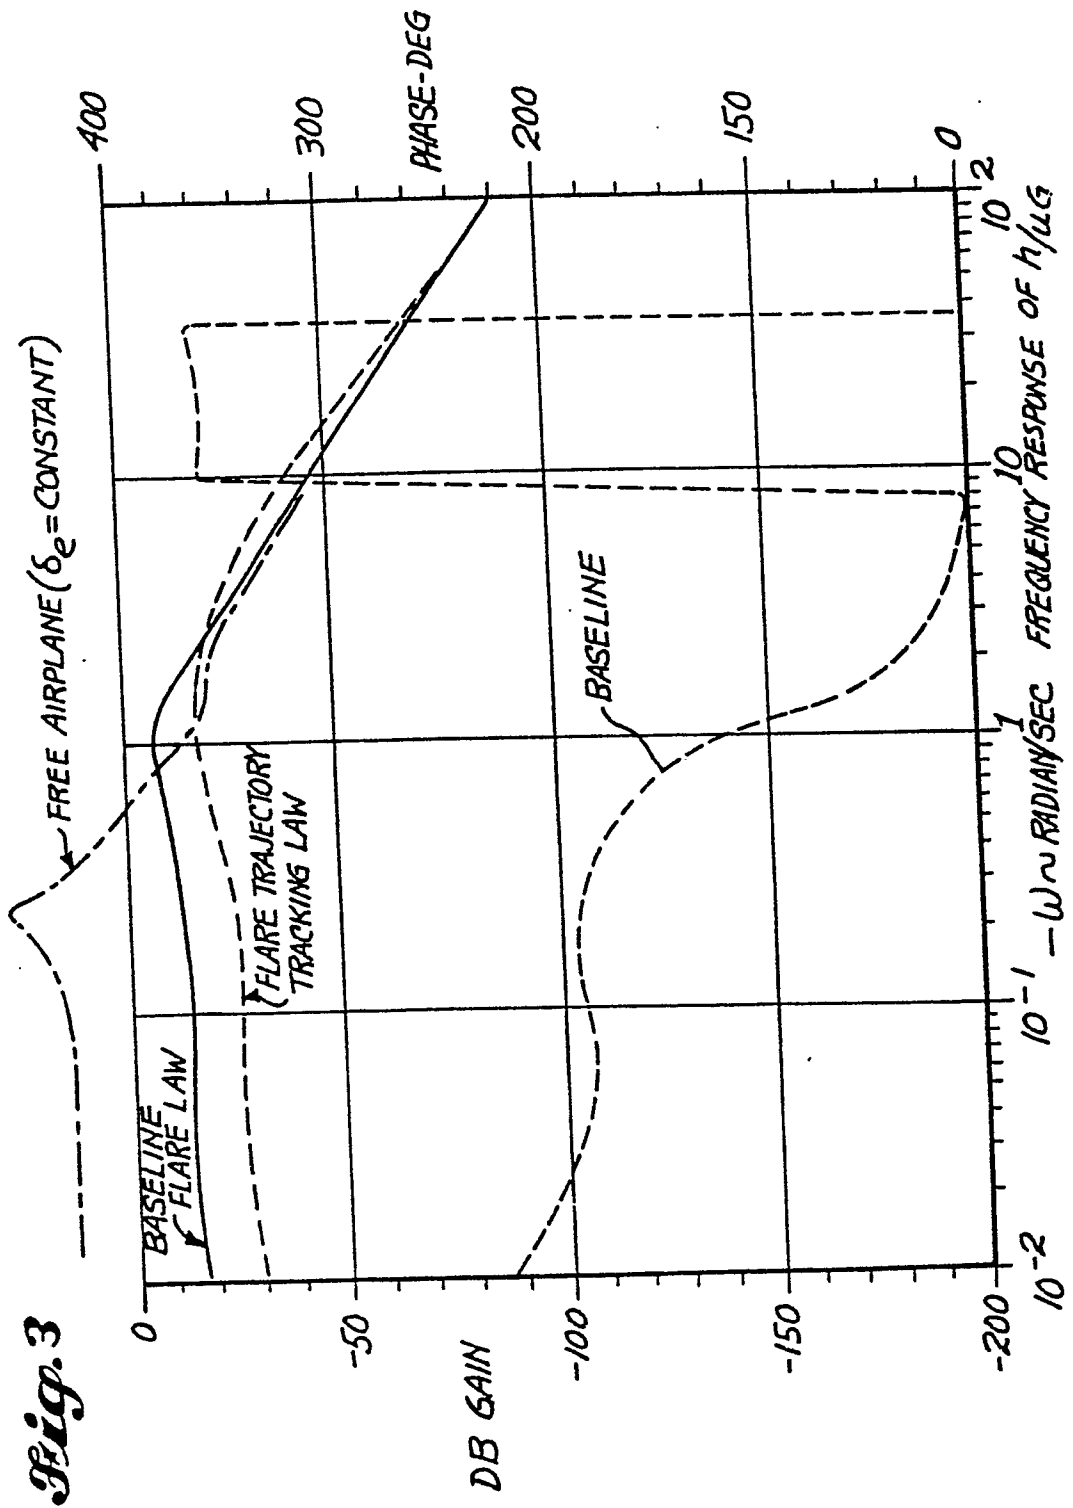 Fig. 3
FREE AIRPLANE (δe=CONSTANT)
BASELINE
FLARE LAW
FLARE TRAJECTORY
TRACKING LAW
BASELINE
DB GAIN
0
-50
-100
-150
-200
PHASE-DEG
400
300
200
150
0
10-2
10-1
1
10
102
ω~RADIAN/SEC FREQUENCY RESPONSE OF h/uG